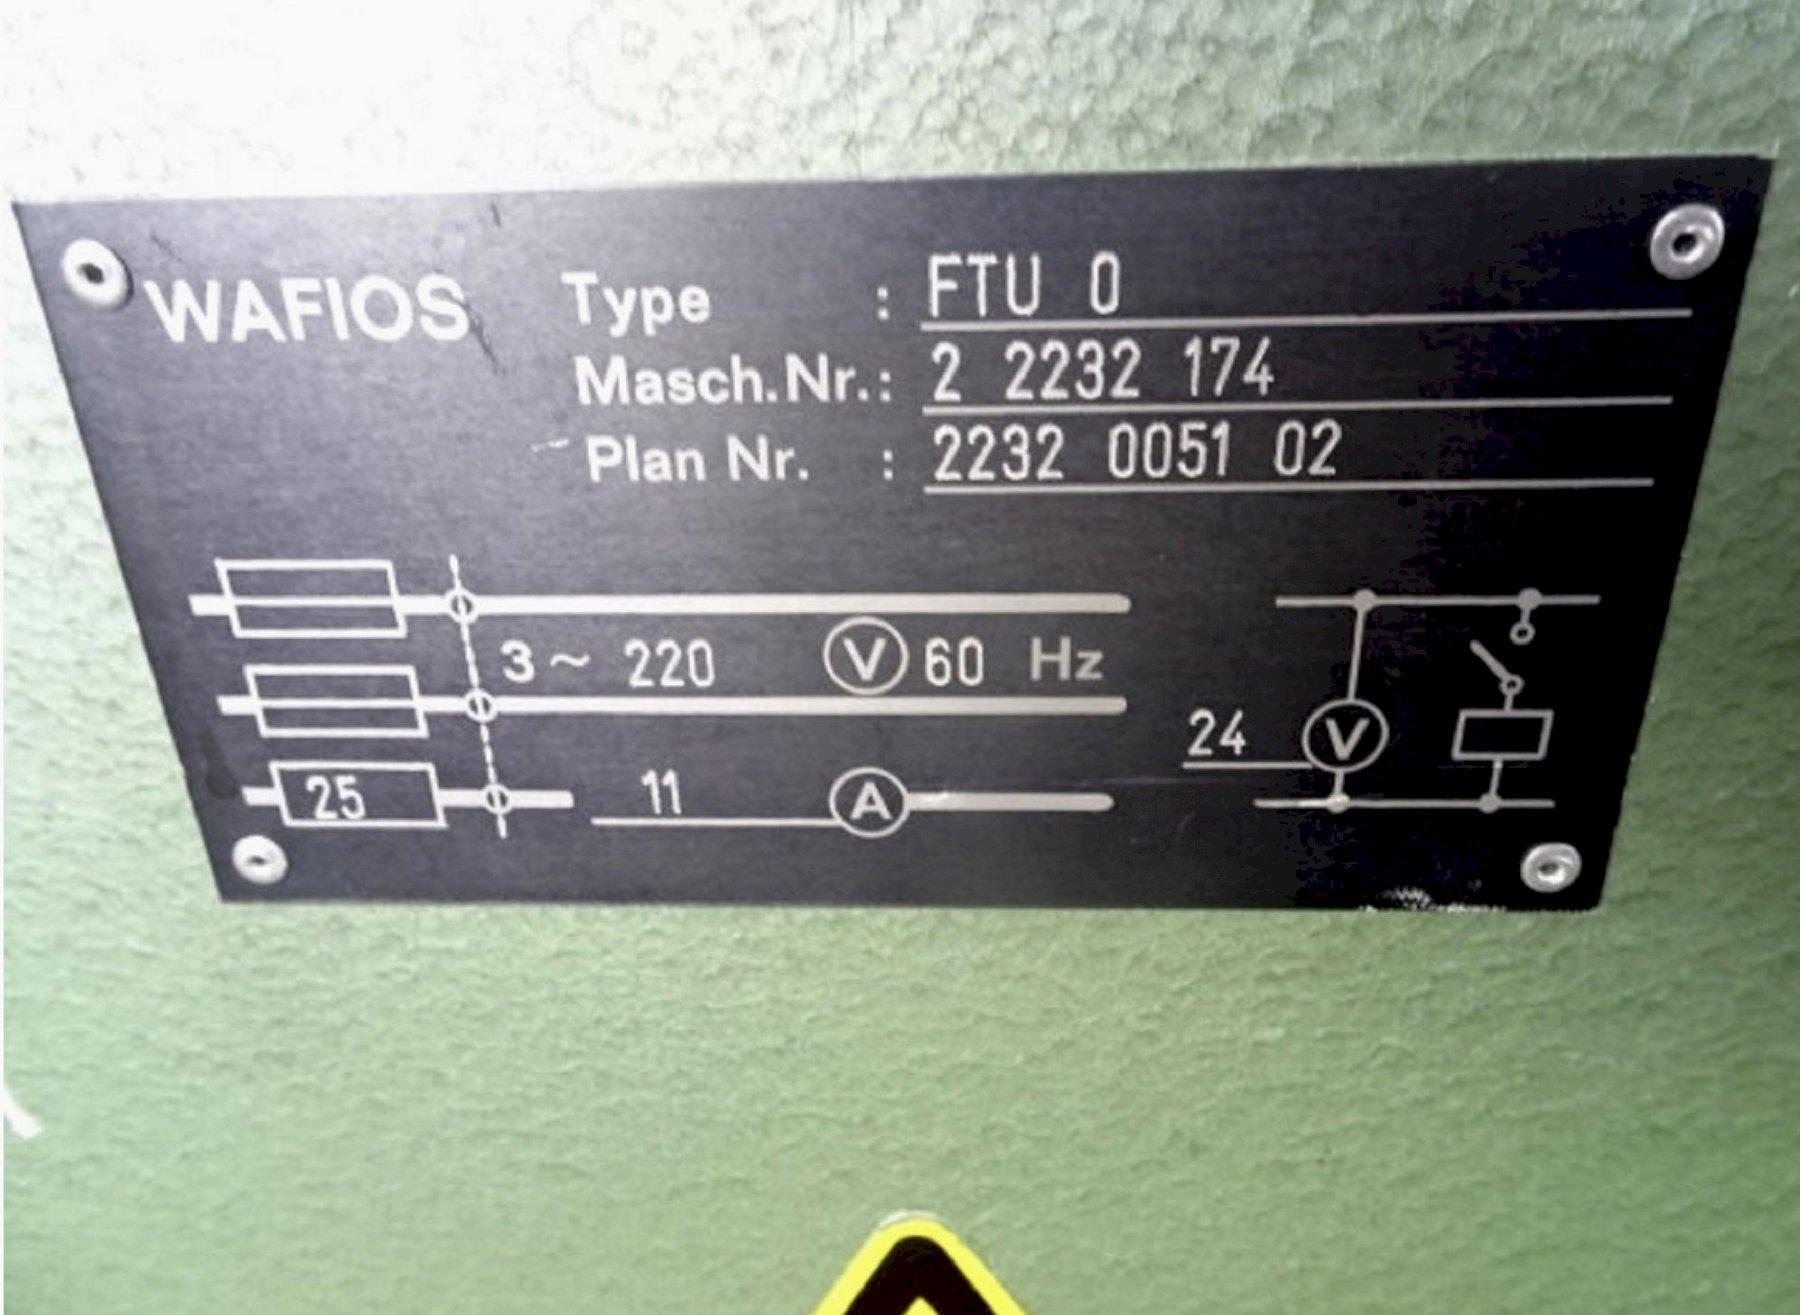 WAFIOS Type : FTU 0
Masch.Nr.: 2 2232 174
Plan Nr. : 2232 0051 02
3~ 220 V 60 Hz
24 V
25 11 A